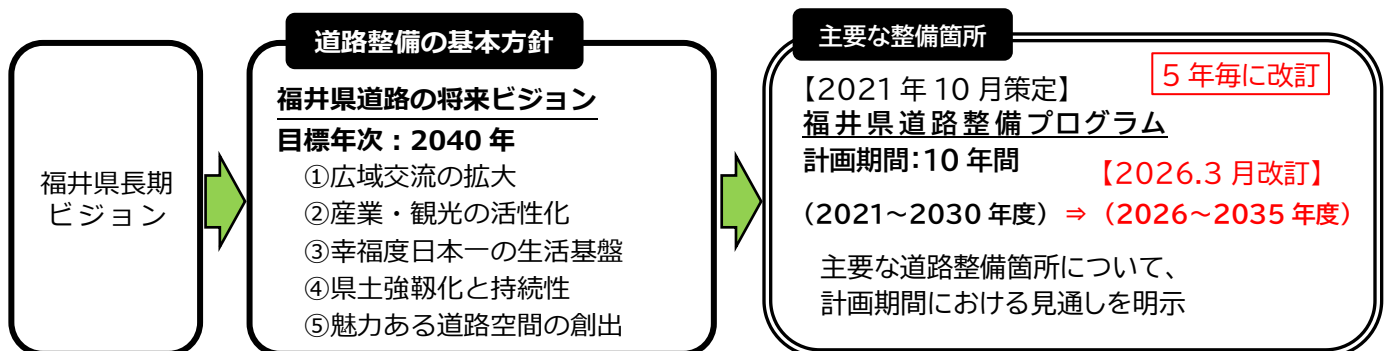 福井県長期
ビジョン
道路整備の基本方針
福井県道路の将来ビジョン
目標年次：2040年
①広域交流の拡大
②産業・観光の活性化
③幸福度日本一の生活基盤
④県土強靱化と持続性
⑤魅力ある道路空間の創出
主要な整備箇所
5年毎に改訂
【2021年10月策定】
福井県道路整備プログラム
計画期間：10年間
【2026.3月改訂】
（2021～2030年度）⇒（2026～2035年度）
主要な道路整備箇所について、
計画期間における見通しを明示